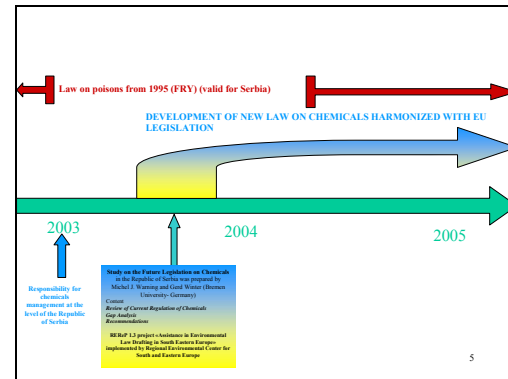 Law on poisons from 1995 (FRY) (valid for Serbia)
DEVELOPMENT OF NEW LAW ON CHEMICALS HARMONIZED WITH EU
LEGISLATION
2003
2004
2005
Responsibility for
chemicals
management at the
level of the Republic
of Serbia
Study on the Future Legislation on Chemicals
in the Republic of Serbia was prepared by
Michel J. Warning and Gerd Winter (Bremen
University- Germany)
Content
Review of Current Regulation of Chemicals
Gap Analysis
Recommendations
REReP 1.3 project «Assistance in Environmental
Law Drafting in South Eastern Europe»
implemented by Regional Environmental Center for
South and Eastern Europe
5